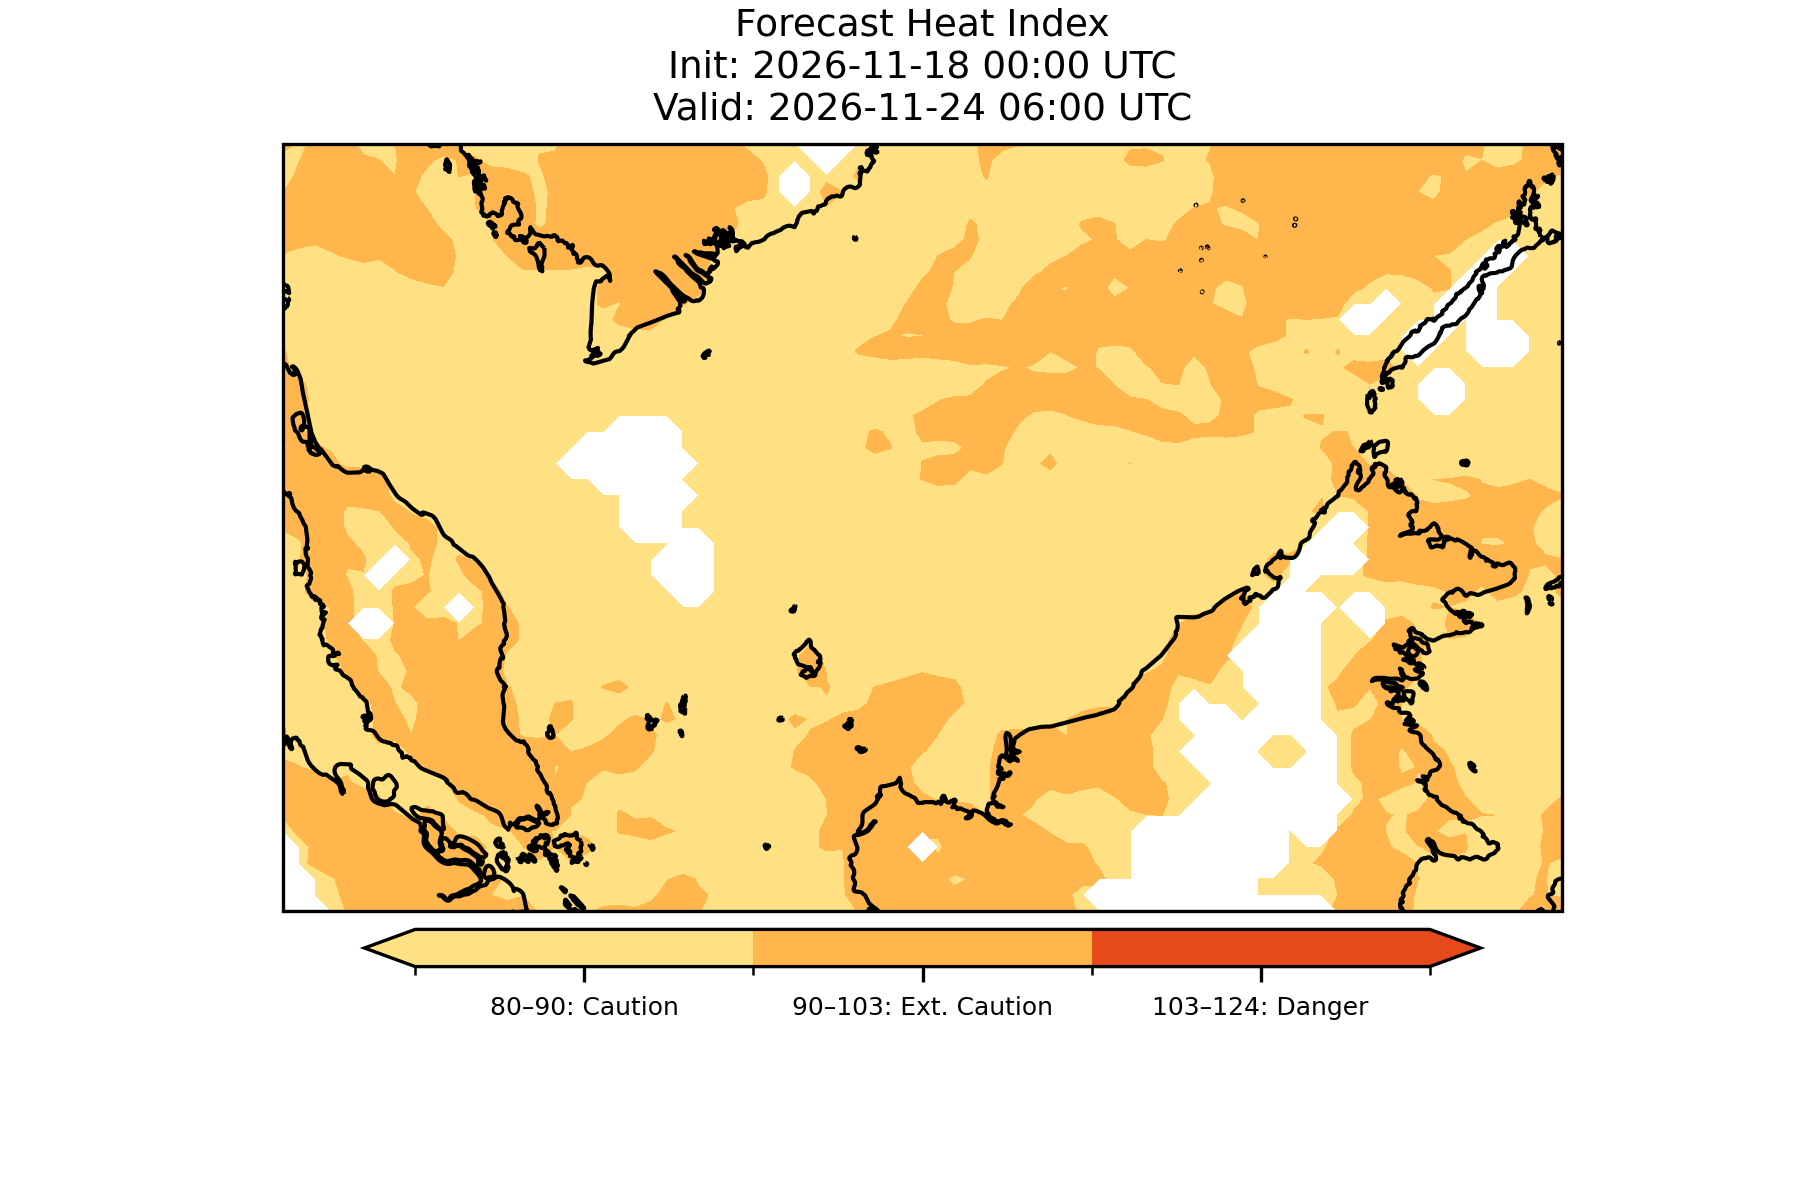 Forecast Heat Index
Init: 2026-11-18 00:00 UTC
Valid: 2026-11-24 06:00 UTC
80–90: Caution
90–103: Ext. Caution
103–124: Danger